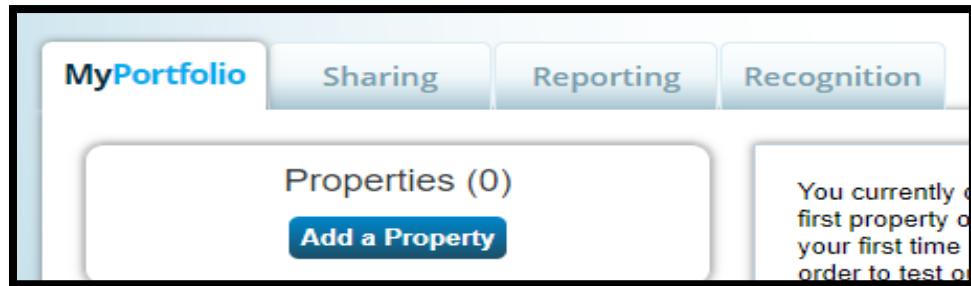 MyPortfolio
Sharing
Reporting
Recognition
Properties (0)
Add a Property
You currently
first property
your first time
order to test